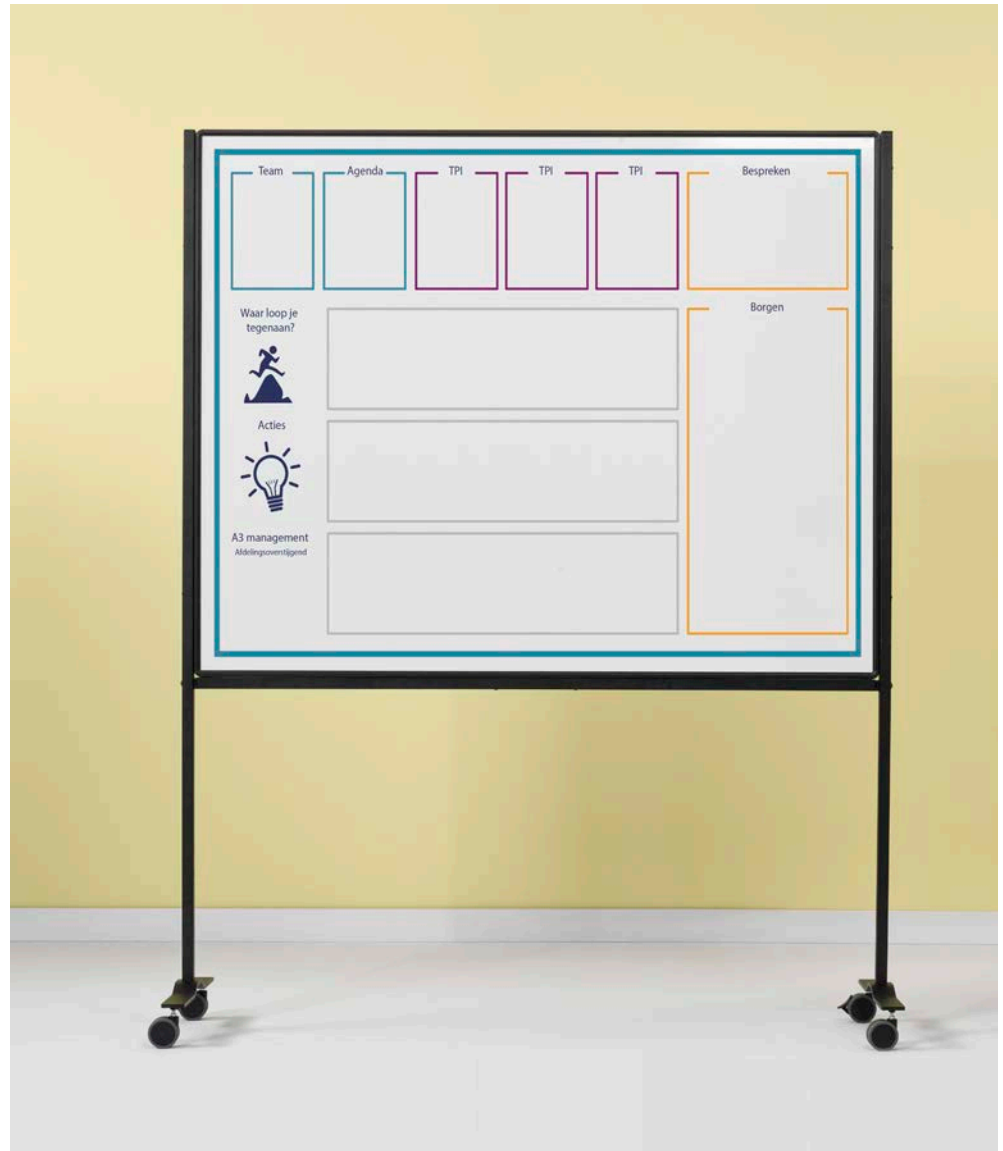 Team
Agenda
TPI
TPI
TPI
Bespreken
Waar loop je
tegenaan?
Borgen
Acties
A3 management
Afdelingsoverstijgend